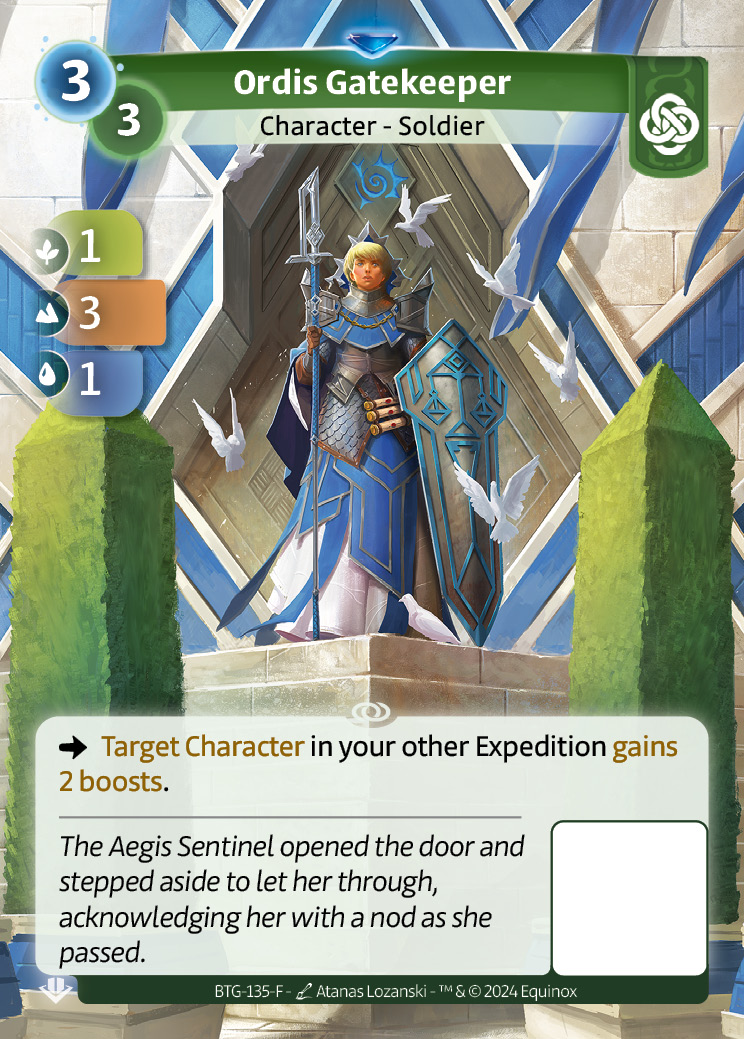 3
Ordis Gatekeeper
3
Character - Soldier
1
3
1
Target Character in your other Expedition gains
2 boosts.
The Aegis Sentinel opened the door and
stepped aside to let her through,
acknowledging her with a nod as she
passed.
BTG-135-F - Atanas Lozanski - ™ & © 2024 Equinox